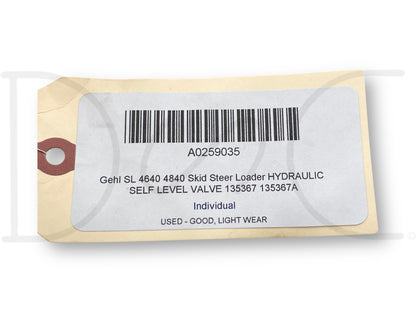 A0259035
Gehl SL 4640 4840 Skid Steer Loader HYDRAULIC
SELF LEVEL VALVE 135367 135367A
Individual
USED - GOOD, LIGHT WEAR